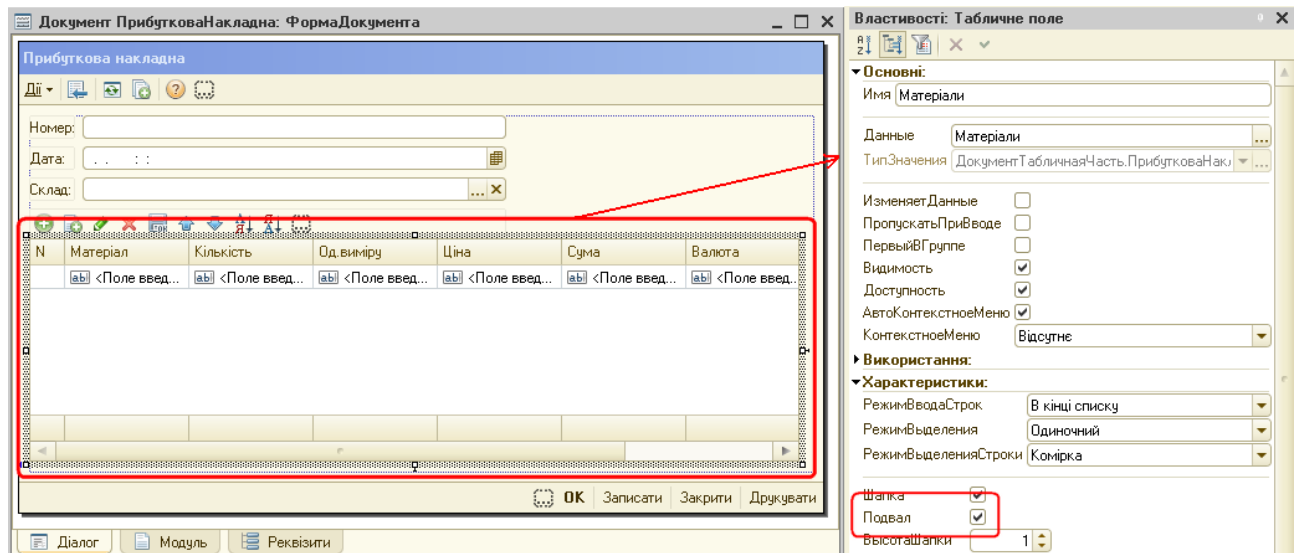 Документ ПрибутковаНакладна: ФормаДокумента
Прибуткова накладна
Дії
Номер:
Дата: . . : :
Склад:
N Матеріал Кількість Од.виміру Ціна Сума Валюта
<Поле введ... <Поле введ... <Поле введ... <Поле введ... <Поле введ... <Поле введ..
OK Записати Закрити Друкувати
Діалог Модуль Реквізити
Властивості: Табличне поле
Основні:
Имя Матеріали
Данные Матеріали ...
ТипЗначения ДокументТабличнаяЧасть.ПрибутковаНакл
ИзменяетДанные
ПропускатьПриВводе
ПервыйВГруппе
Видимость
Доступность
АвтоКонтекстноеМеню
КонтекстноеМеню Відсутнє
Використання:
Характеристики:
РежимВводаСтрок В кінці списку
РежимВыделения Одиночний
РежимВыделенияСтроки Комірка
Шапка
Подвал
ВысотаШапки 1